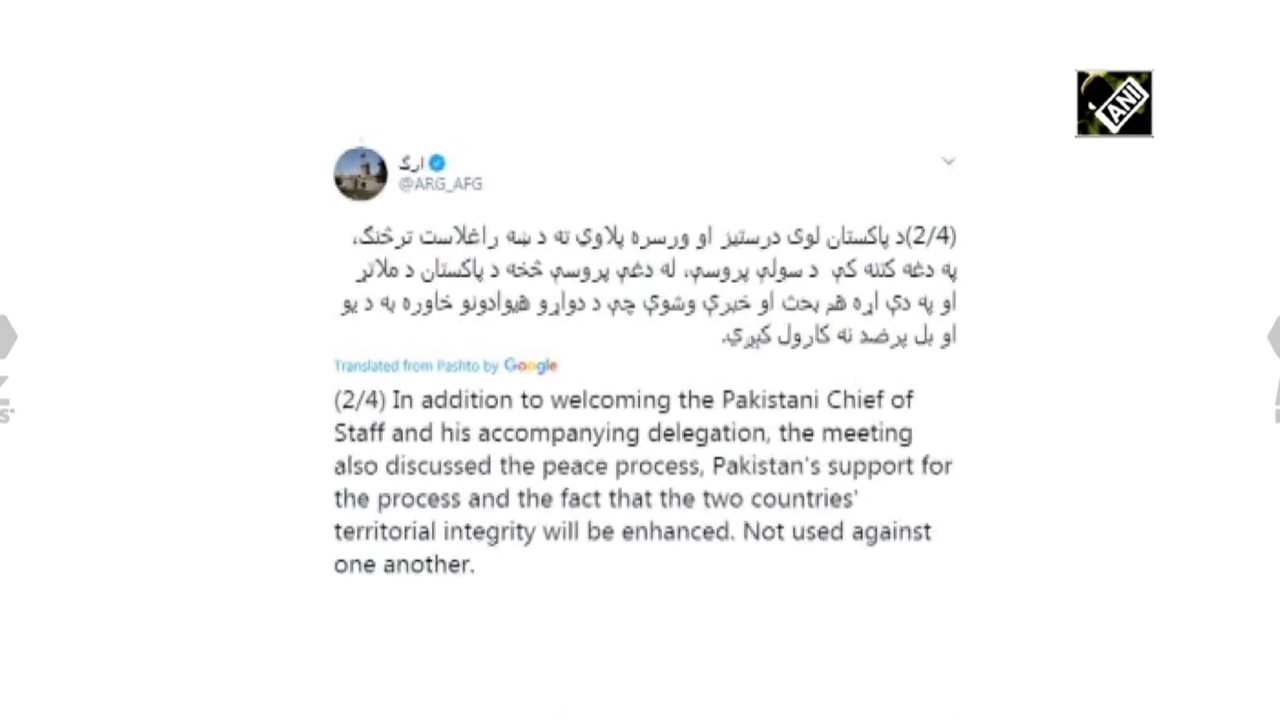 ANI
ارګ
@ARG_AFG
(2/4)د پاکستان لوی درستیز او ورسره پلاوي ته د ښه راغلاست ترڅنګ،
په دغه کتنه کې د سولې پروسې، له دغې پروسې څخه د پاکستان د ملاتړ
او په دې اړه هم بحث او خبرې وشوې چې د دواړو هیوادونو خاوره به د یو
او بل پرضد نه کارول کېږي.
Translated from Pashto by Google
(2/4) In addition to welcoming the Pakistani Chief of
Staff and his accompanying delegation, the meeting
also discussed the peace process, Pakistan's support for
the process and the fact that the two countries'
territorial integrity will be enhanced. Not used against
one another.